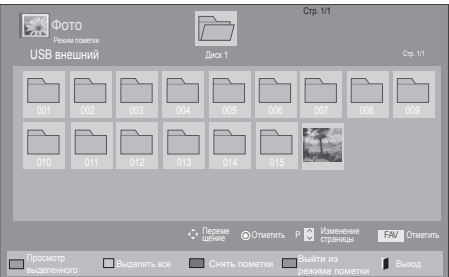 Стр. 1/1
Фото
Режим пометки
USB внешний
Диск 1
Стр. 1/1
001 002 003 004 005 006 007 008 009
010 011 012 013 014 015
Переме
щение
Отметить
P
Изменение
страницы
FAV Отметить
Просмотр
выделенного
Выделить все
Снять пометки
Выйти из
режима пометки
Выход